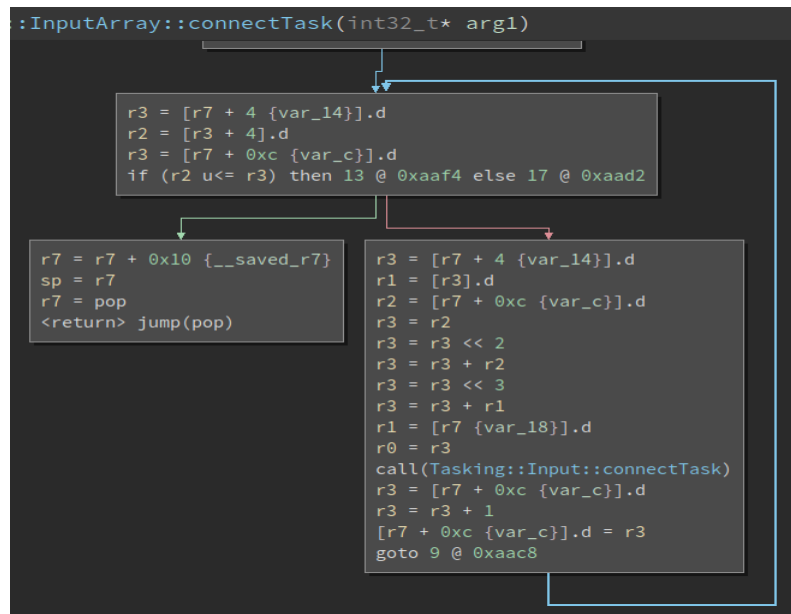 ::InputArray::connectTask(int32_t* arg1)
r3 = [r7 + 4 {var_14}].d
r2 = [r3 + 4].d
r3 = [r7 + 0xc {var_c}].d
if (r2 u<= r3) then 13 @ 0xaaf4 else 17 @ 0xaad2
r7 = r7 + 0x10 {__saved_r7}
sp = r7
r7 = pop
<return> jump(pop)
r3 = [r7 + 4 {var_14}].d
r1 = [r3].d
r2 = [r7 + 0xc {var_c}].d
r3 = r2
r3 = r3 << 2
r3 = r3 + r2
r3 = r3 << 3
r3 = r3 + r1
r1 = [r7 {var_18}].d
r0 = r3
call(Tasking::Input::connectTask)
r3 = [r7 + 0xc {var_c}].d
r3 = r3 + 1
[r7 + 0xc {var_c}].d = r3
goto 9 @ 0xaac8